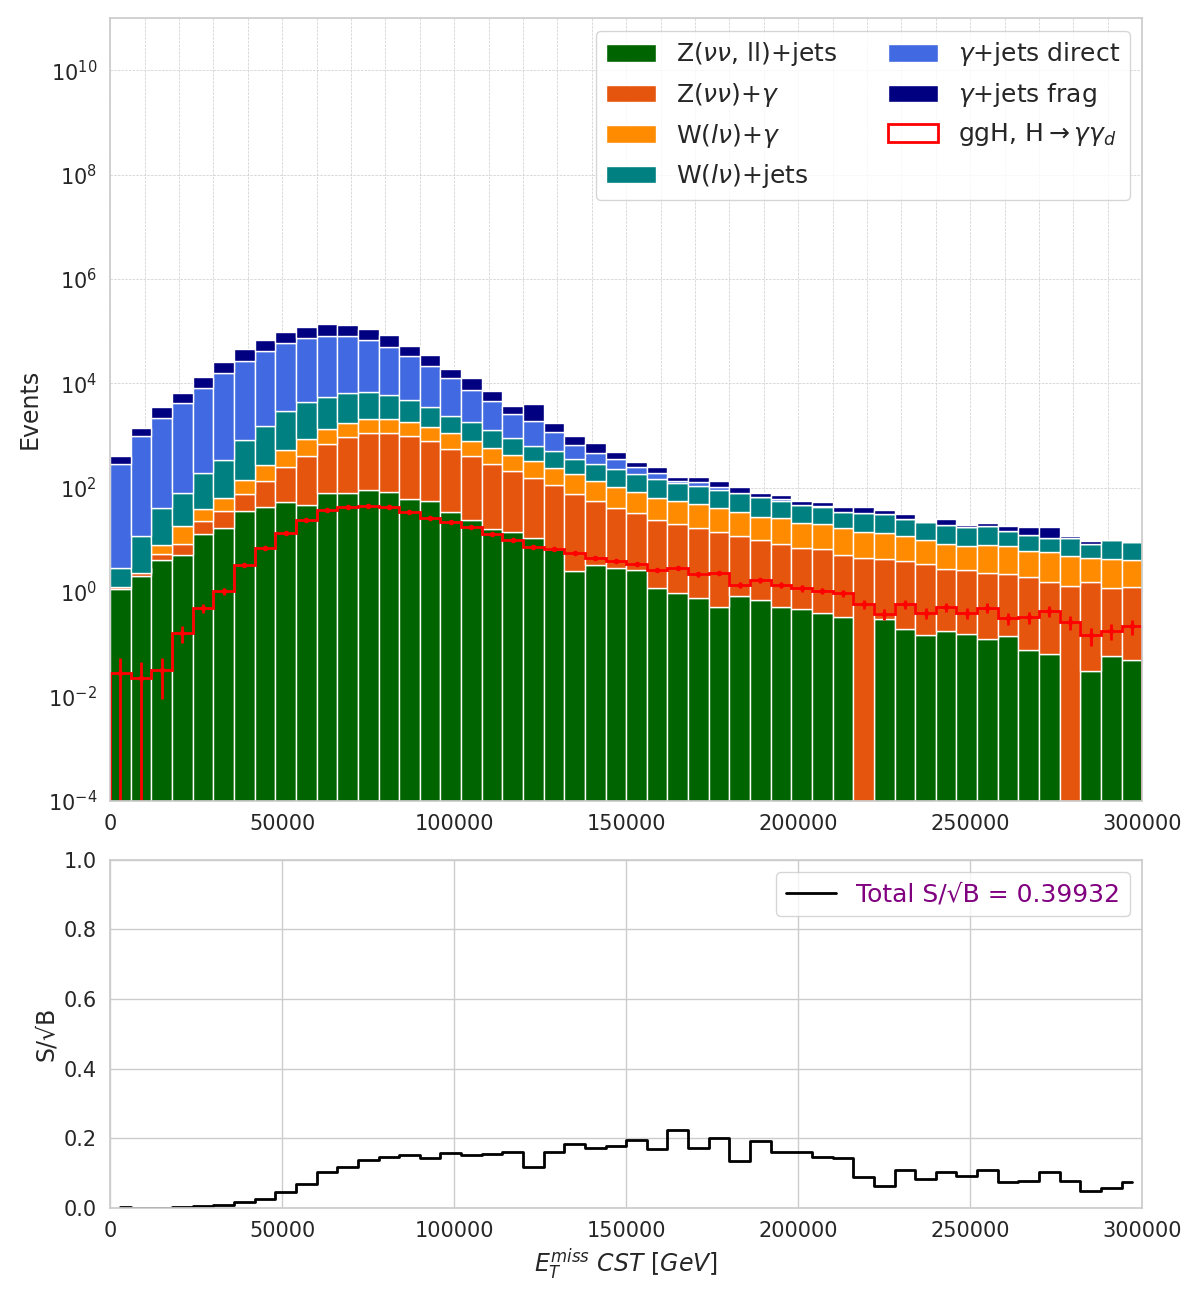 Z(νν, ll)+jets
Z(νν)+γ
W(lν)+γ
W(lν)+jets
γ+jets direct
γ+jets frag
ggH, H→γγ_d
Events
10^10
10^8
10^6
10^4
10^2
10^0
10^−2
10^−4
0 50000 100000 150000 200000 250000 300000
Total S/√B = 0.39932
S/√B
1.0
0.8
0.6
0.4
0.2
0.0
0 50000 100000 150000 200000 250000 300000
E_T^miss CST [GeV]